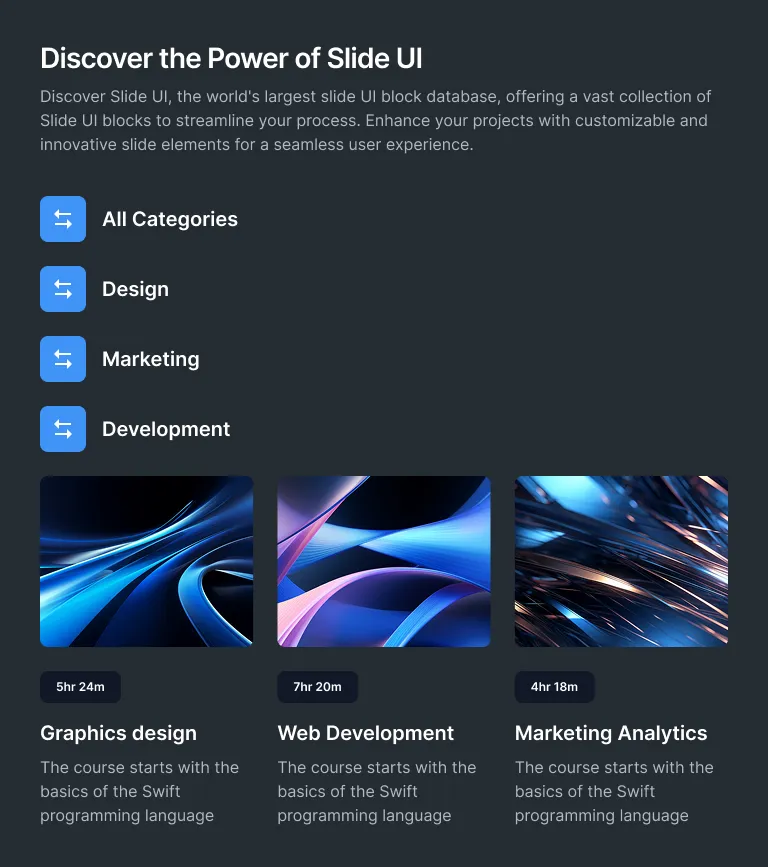 Discover the Power of Slide UI
Discover Slide UI, the world's largest slide UI block database, offering a vast collection of
Slide UI blocks to streamline your process. Enhance your projects with customizable and
innovative slide elements for a seamless user experience.
All Categories
Design
Marketing
Development
5hr 24m
Graphics design
The course starts with the
basics of the Swift
programming language
7hr 20m
Web Development
The course starts with the
basics of the Swift
programming language
4hr 18m
Marketing Analytics
The course starts with the
basics of the Swift
programming language